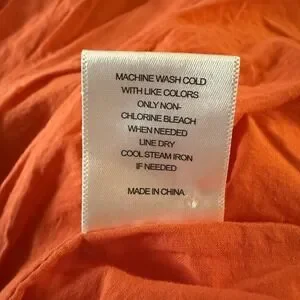 MACHINE WASH COLD
WITH LIKE COLORS
ONLY NON-
CHLORINE BLEACH
WHEN NEEDED
LINE DRY
COOL STEAM IRON
IF NEEDED
MADE IN CHINA